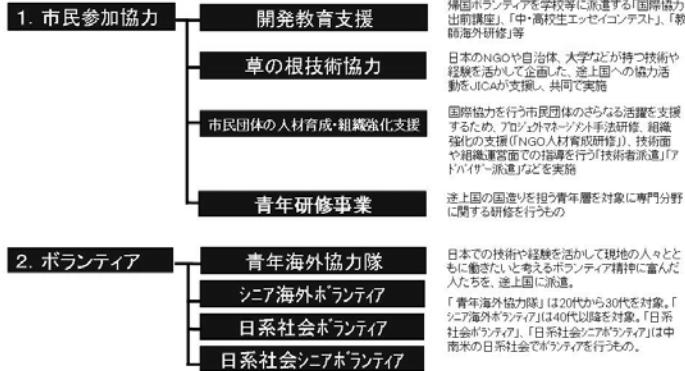 1. 市民参加協力
開発教育支援
帰国ボランティアを学校等に派遣する「国際協力
出前講座」、「中・高校生エッセイコンテスト」、「教
師海外研修」等
草の根技術協力
日本のNGOや自治体、大学などが持つ技術や
経験を活かして企画した、途上国への協力活
動をJICAが支援し、共同で実施
市民団体の人材育成・組織強化支援
国際協力を行う市民団体のさらなる活躍を支援
するため、プロジェクトマネージメント手法研修、組織
強化の支援(「NGO人材育成研修」)、技術面
や組織運営面での指導を行う「技術者派遣」「ア
ドバイザー派遣」などを実施
青年研修事業
途上国の国造りを担う青年層を対象に専門分野
に関する研修を行うもの
2. ボランティア
青年海外協力隊
シニア海外ボランティア
日系社会ボランティア
日系社会シニアボランティア
日本での技術や経験を活かして現地の人々とと
もに働きたいと考えるボランティア精神に富んだ
人たちを、途上国に派遣。
「青年海外協力隊」は20代から30代を対象。「
シニア海外ボランティア」は40代以降を対象。「日系
社会ボランティア」、「日系社会シニアボランティア」は中
南米の日系社会でボランティアを行うもの。